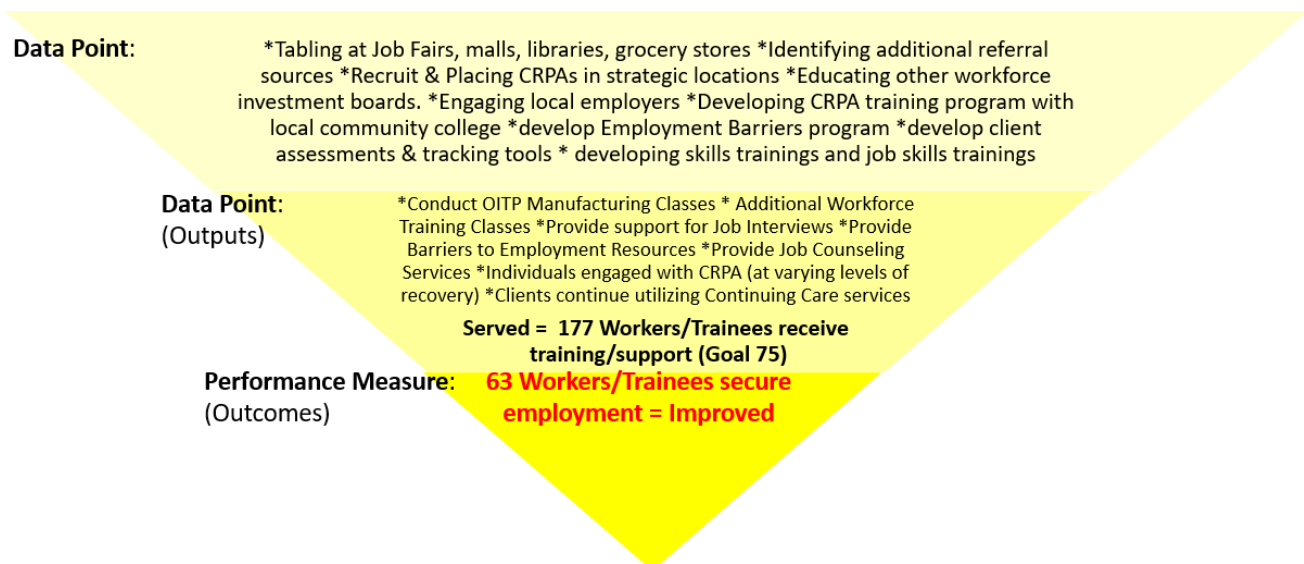 Data Point: *Tabling at Job Fairs, malls, libraries, grocery stores *Identifying additional referral
sources *Recruit & Placing CRPAs in strategic locations *Educating other workforce
investment boards. *Engaging local employers *Developing CRPA training program with
local community college *develop Employment Barriers program *develop client
assessments & tracking tools * developing skills trainings and job skills trainings
Data Point: *Conduct OITP Manufacturing Classes * Additional Workforce
(Outputs) Training Classes *Provide support for Job Interviews *Provide
Barriers to Employment Resources *Provide Job Counseling
Services *Individuals engaged with CRPA (at varying levels of
recovery) *Clients continue utilizing Continuing Care services
Served = 177 Workers/Trainees receive
training/support (Goal 75)
Performance Measure: 63 Workers/Trainees secure
(Outcomes) employment = Improved